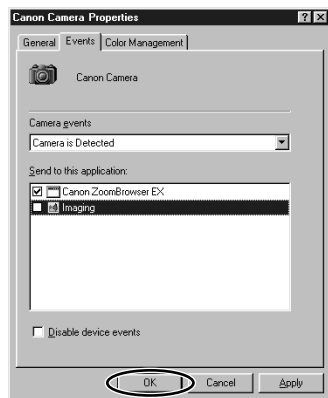 Canon Camera Properties
General Events Color Management
Canon Camera
Camera events
Camera is Detected
Send to this application:
Canon ZoomBrowser EX
Imaging
Disable device events
OK Cancel Apply